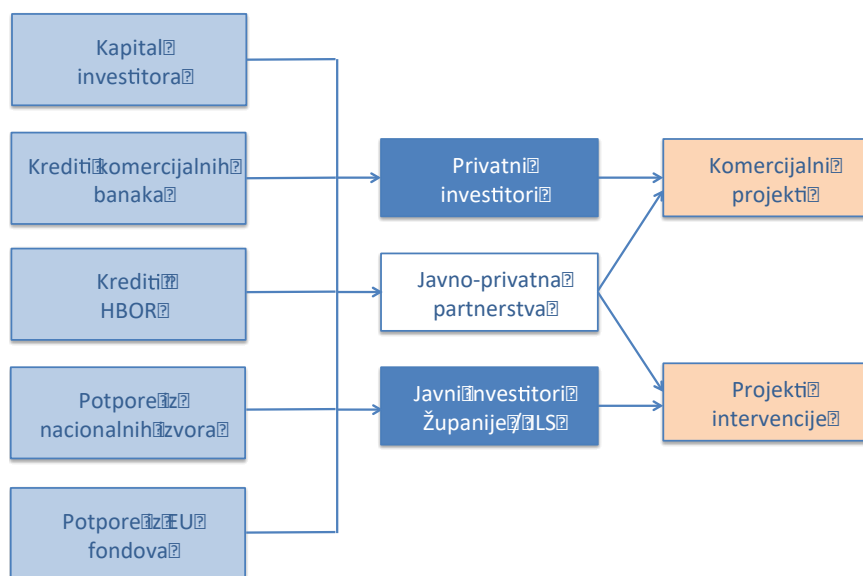 Kapital
investitora
Krediti komercijalnih
banaka
Krediti
HBOR
Potpore iz
nacionalnih izvora
Potpore iz EU
fondova
Privatni
investitori
Javno-privatna
partnerstva
Javni investitori
Županije / JLS
Komercijalni
projekti
Projekti
intervencije